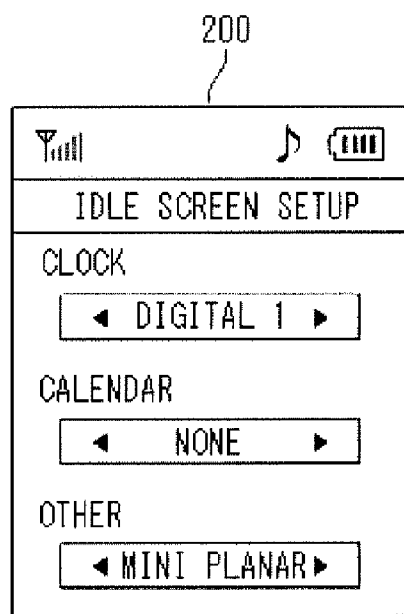 200
IDLE SCREEN SETUP
CLOCK
◄ DIGITAL 1 ►
CALENDAR
◄ NONE ►
OTHER
◄ MINI PLANAR ►